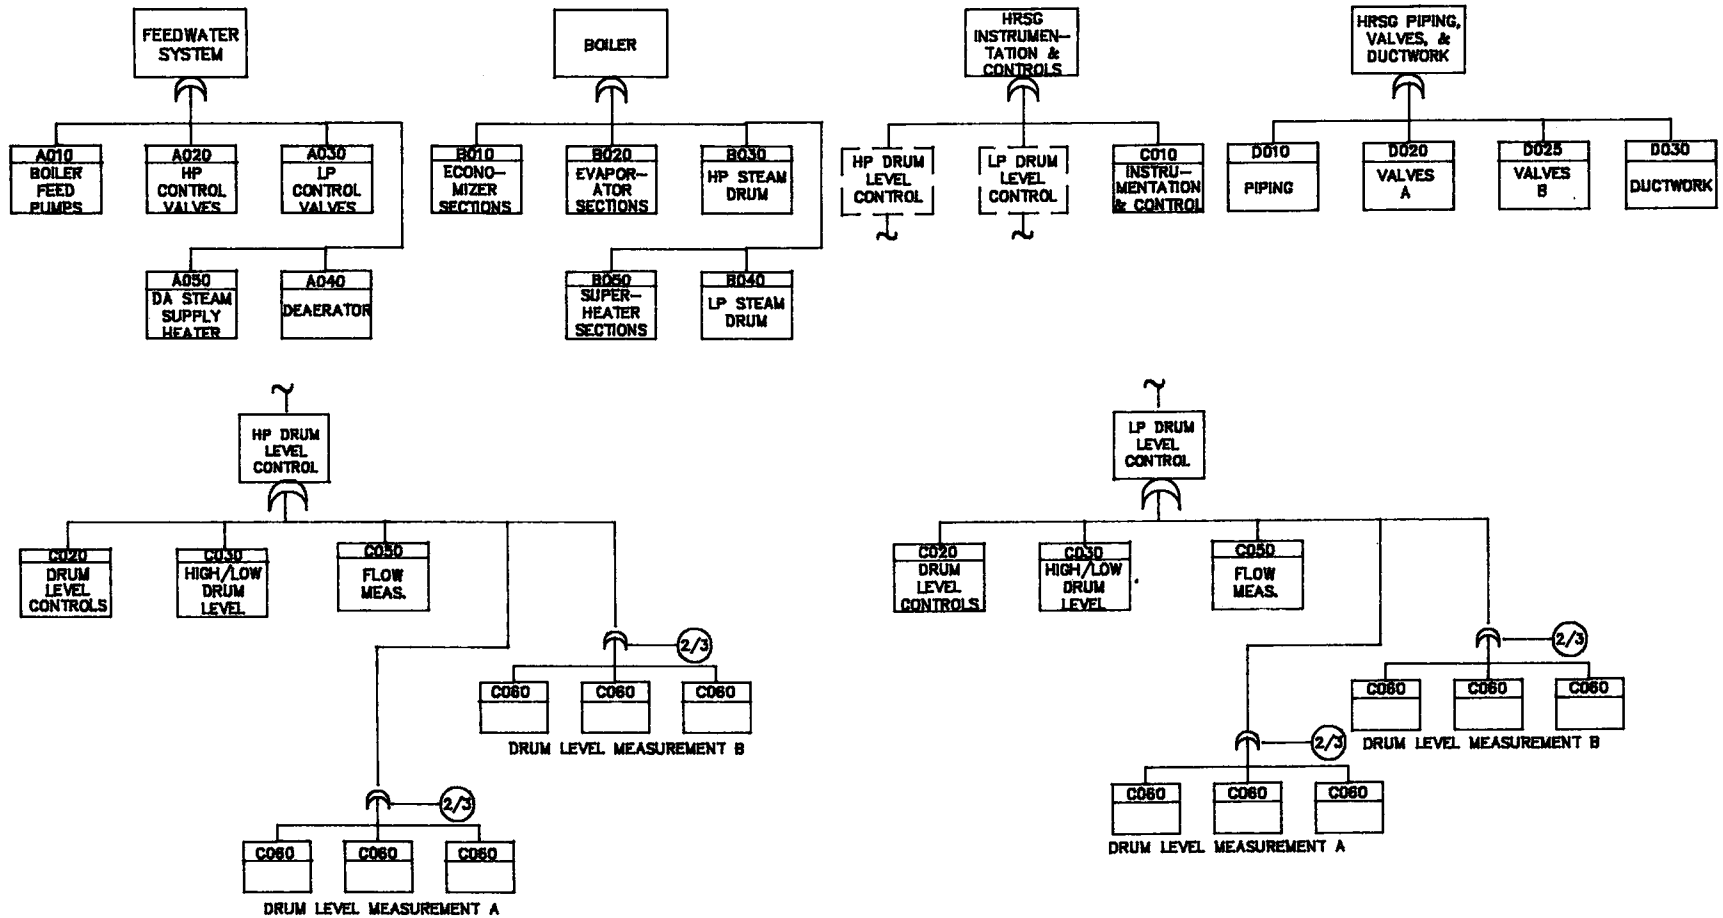 FEEDWATER
SYSTEM
A010
BOILER
FEED
PUMPS
A020
HP
CONTROL
VALVES
A030
LP
CONTROL
VALVES
A050
DA STEAM
SUPPLY
HEATER
A040
DEAERATOR
BOILER
B010
ECONO-
MIZER
SECTIONS
B020
EVAPOR-
ATOR
SECTIONS
B030
HP STEAM
DRUM
B050
SUPER-
HEATER
SECTIONS
B040
LP STEAM
DRUM
HRSG
INSTRUMEN-
TATION &
CONTROLS
HP DRUM
LEVEL
CONTROL
LP DRUM
LEVEL
CONTROL
C010
INSTRU-
MENTATION
& CONTROL
HRSG PIPING,
VALVES, &
DUCTWORK
D010
PIPING
D020
VALVES
A
D025
VALVES
B
D030
DUCTWORK
HP DRUM
LEVEL
CONTROL
C020
DRUM
LEVEL
CONTROLS
C030
HIGH/LOW
DRUM
LEVEL
C050
FLOW
MEAS.
2/3
C060
C060
C060
DRUM LEVEL MEASUREMENT B
2/3
C060
C060
C060
DRUM LEVEL MEASUREMENT A
LP DRUM
LEVEL
CONTROL
C020
DRUM
LEVEL
CONTROLS
C030
HIGH/LOW
DRUM
LEVEL
C050
FLOW
MEAS.
2/3
C060
C060
C060
DRUM LEVEL MEASUREMENT B
2/3
C060
C060
C060
DRUM LEVEL MEASUREMENT A